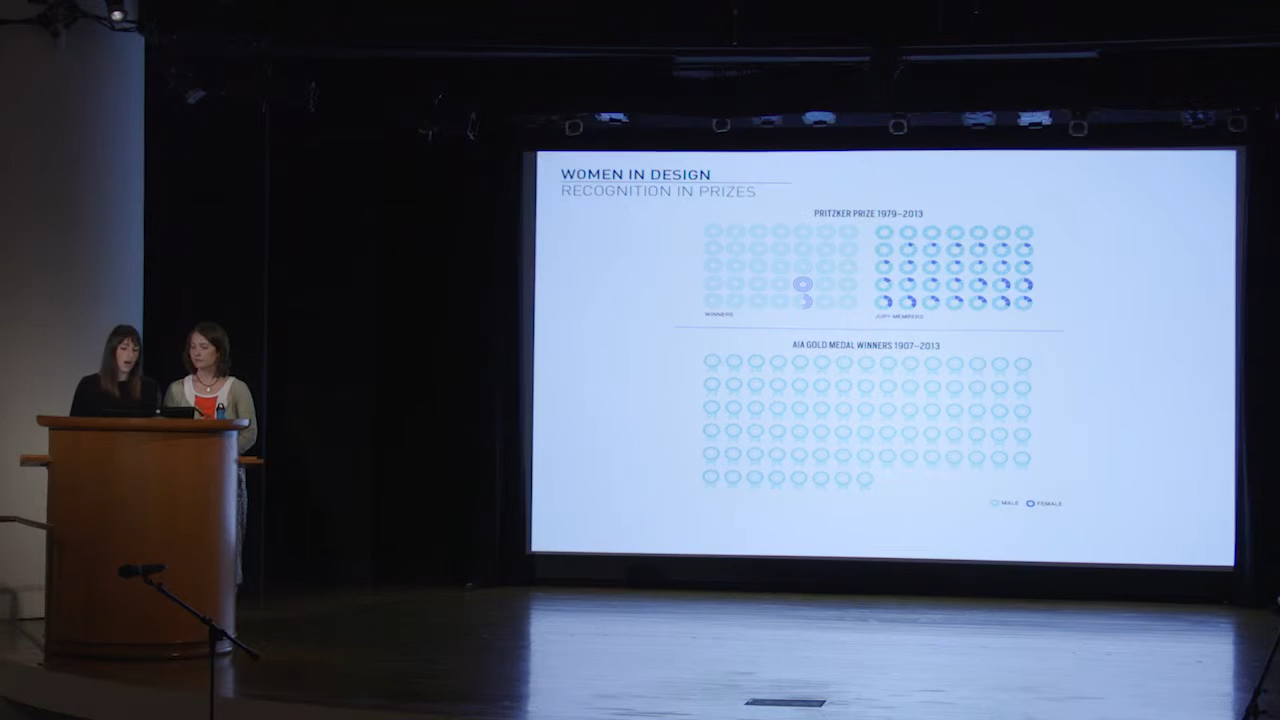 WOMEN IN DESIGN
RECOGNITION IN PRIZES
PRITZKER PRIZE 1979–2013
WINNERS
JURY MEMBERS
AIA GOLD MEDAL WINNERS 1907–2013
MALE FEMALE